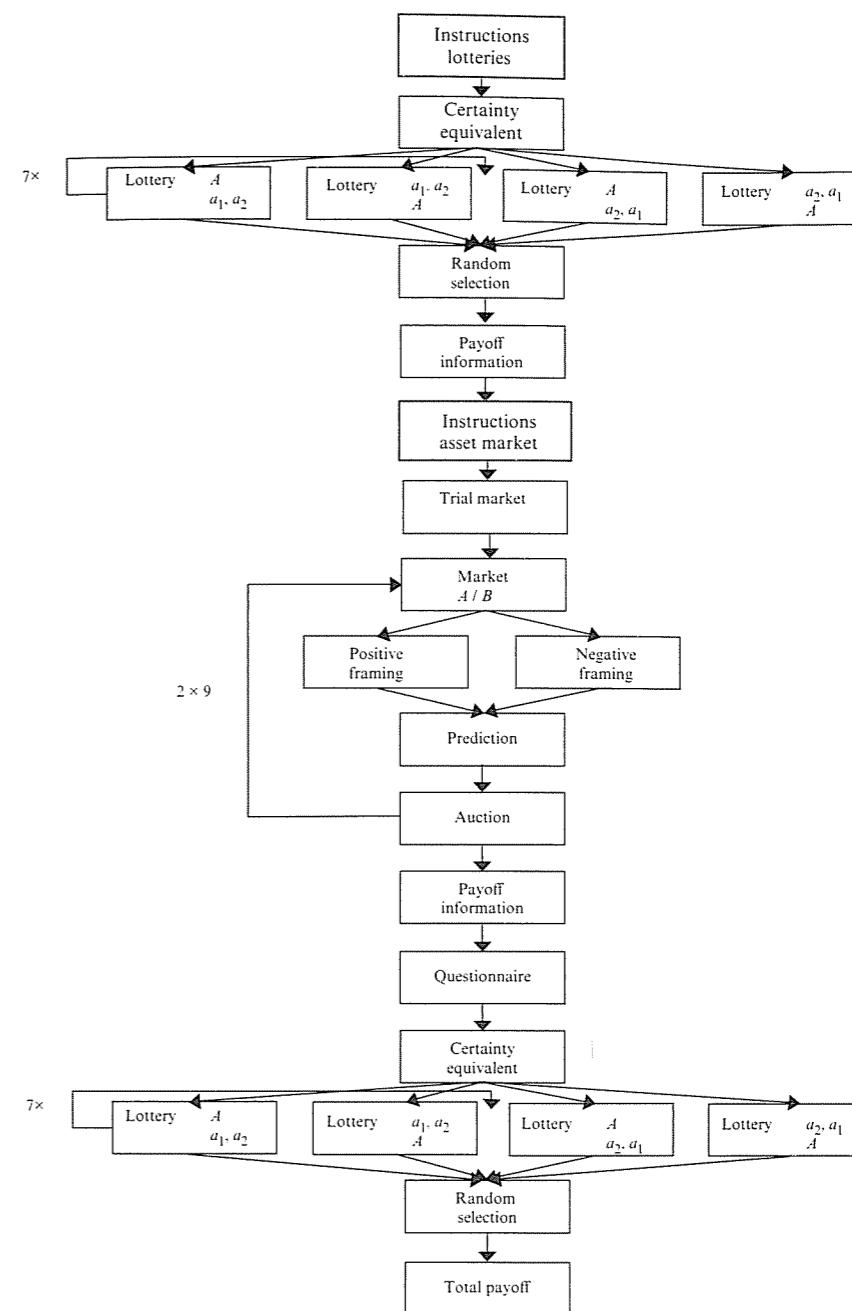 Instructions
lotteries
Certainty
equivalent
7×
Lottery A
a1, a2
Lottery a1, a2
A
Lottery A
a2, a1
Lottery a2, a1
A
Random
selection
Payoff
information
Instructions
asset market
Trial market
Market
A / B
Positive
framing
Negative
framing
2 × 9
Prediction
Auction
Payoff
information
Questionnaire
Certainty
equivalent
7×
Lottery A
a1, a2
Lottery a1, a2
A
Lottery A
a2, a1
Lottery a2, a1
A
Random
selection
Total payoff